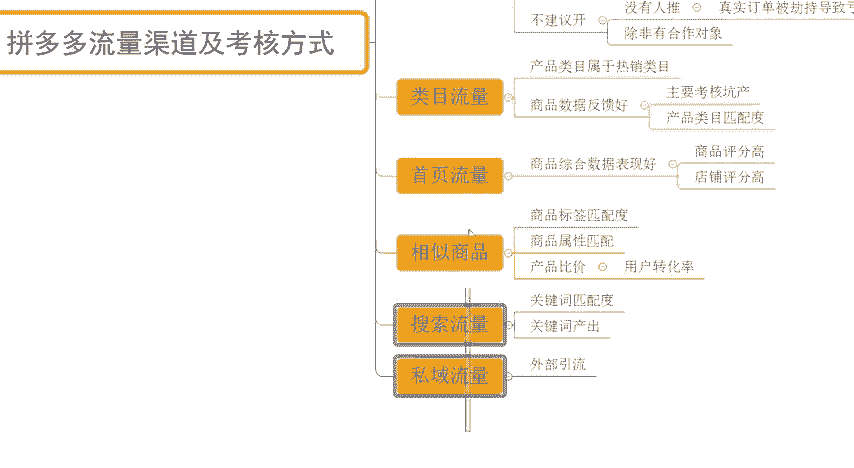 拼多多流量渠道及考核方式
不建议开
没有人推
真实订单被劫持导致
除非有合作对象
类目流量
产品类目属于热销类目
商品数据反馈好
主要考核坑产
产品类目匹配度
首页流量
商品综合数据表现好
商品评分高
店铺评分高
相似商品
商品标签匹配度
商品属性匹配
产品比价
用户转化率
搜索流量
关键词匹配度
关键词产出
私域流量
外部引流